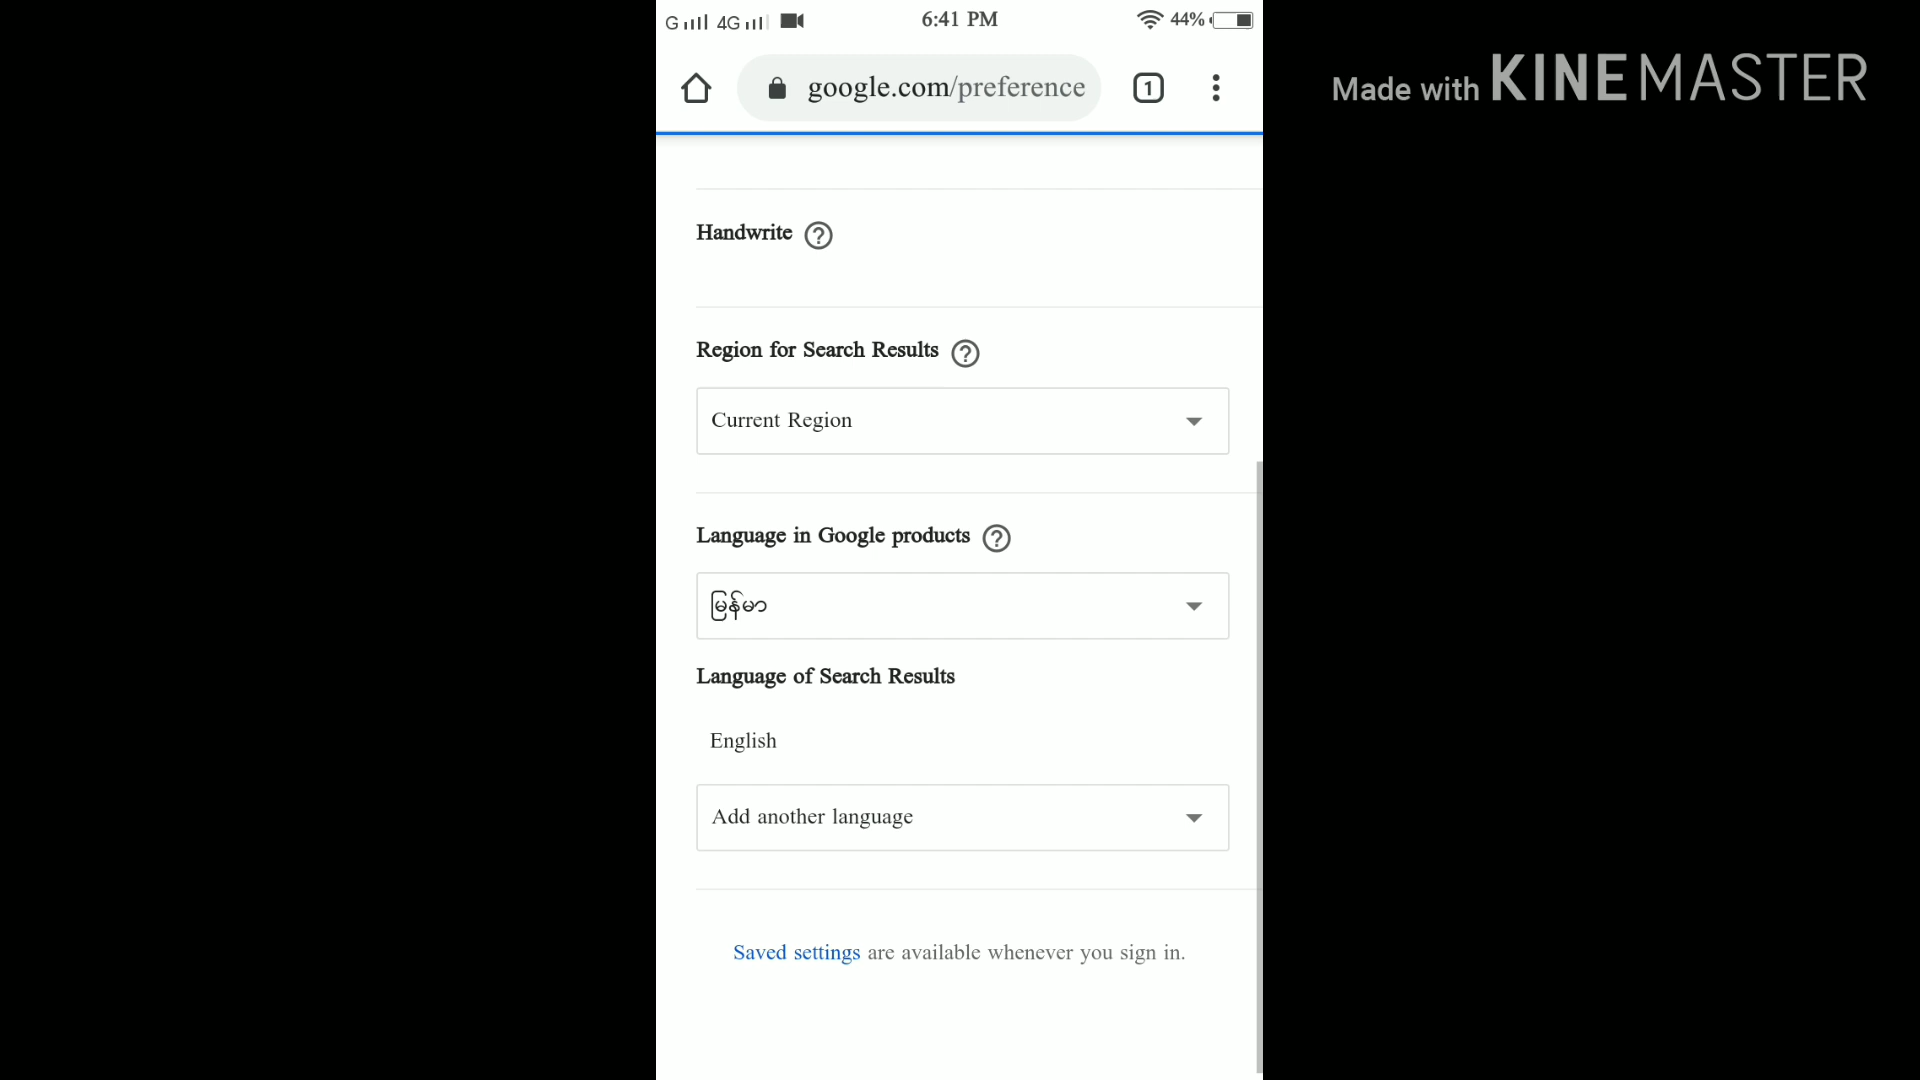 G 4G 6:41 PM 44%
google.com/preference 1
Made with KINEMASTER
Handwrite
Region for Search Results
Current Region
Language in Google products
မြန်မာ
Language of Search Results
English
Add another language
Saved settings are available whenever you sign in.